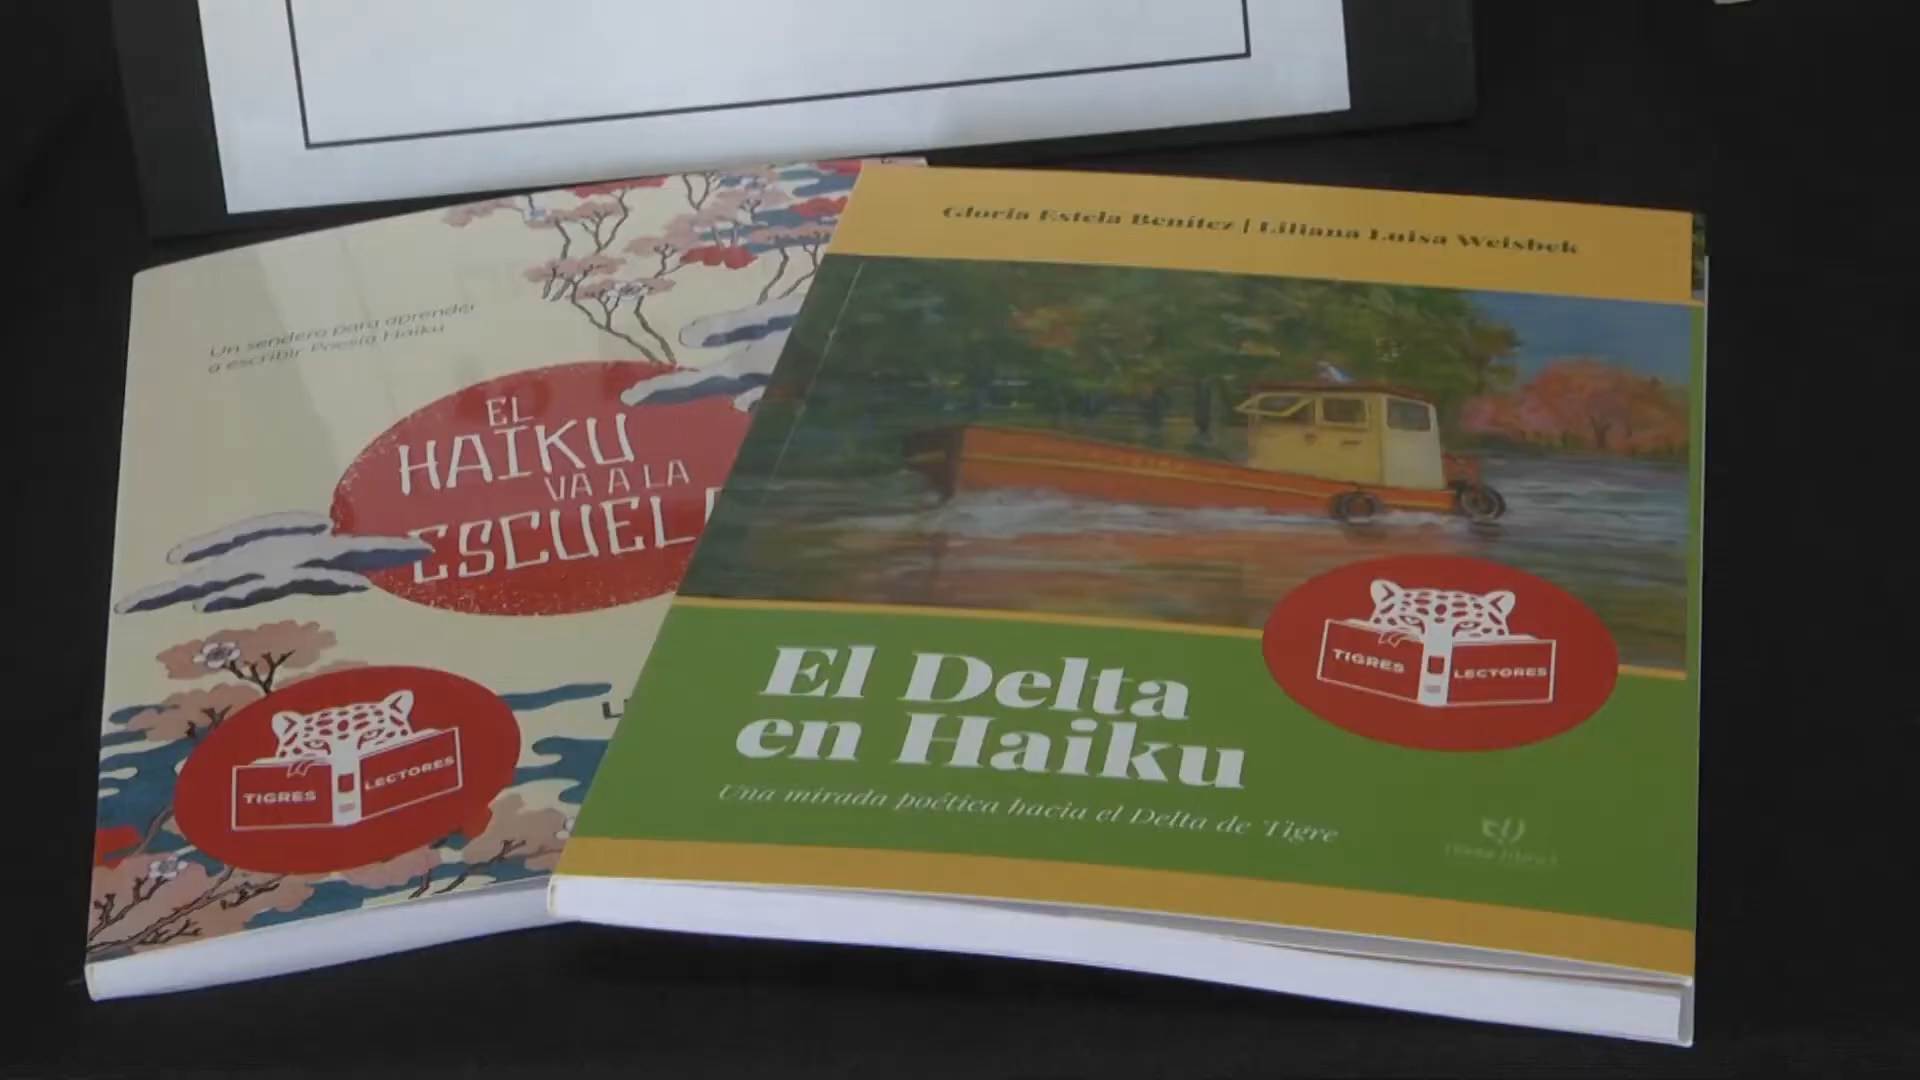 Un sendero para aprender
a escribir Poesía Haiku
EL
HAIKU
VA A LA
ESCUELA
TIGRES LECTORES
Gloria Estela Benítez | Liliana Luisa Weisbek
El Delta
en Haiku
Una mirada poética hacia el Delta de Tigre
TIGRES LECTORES